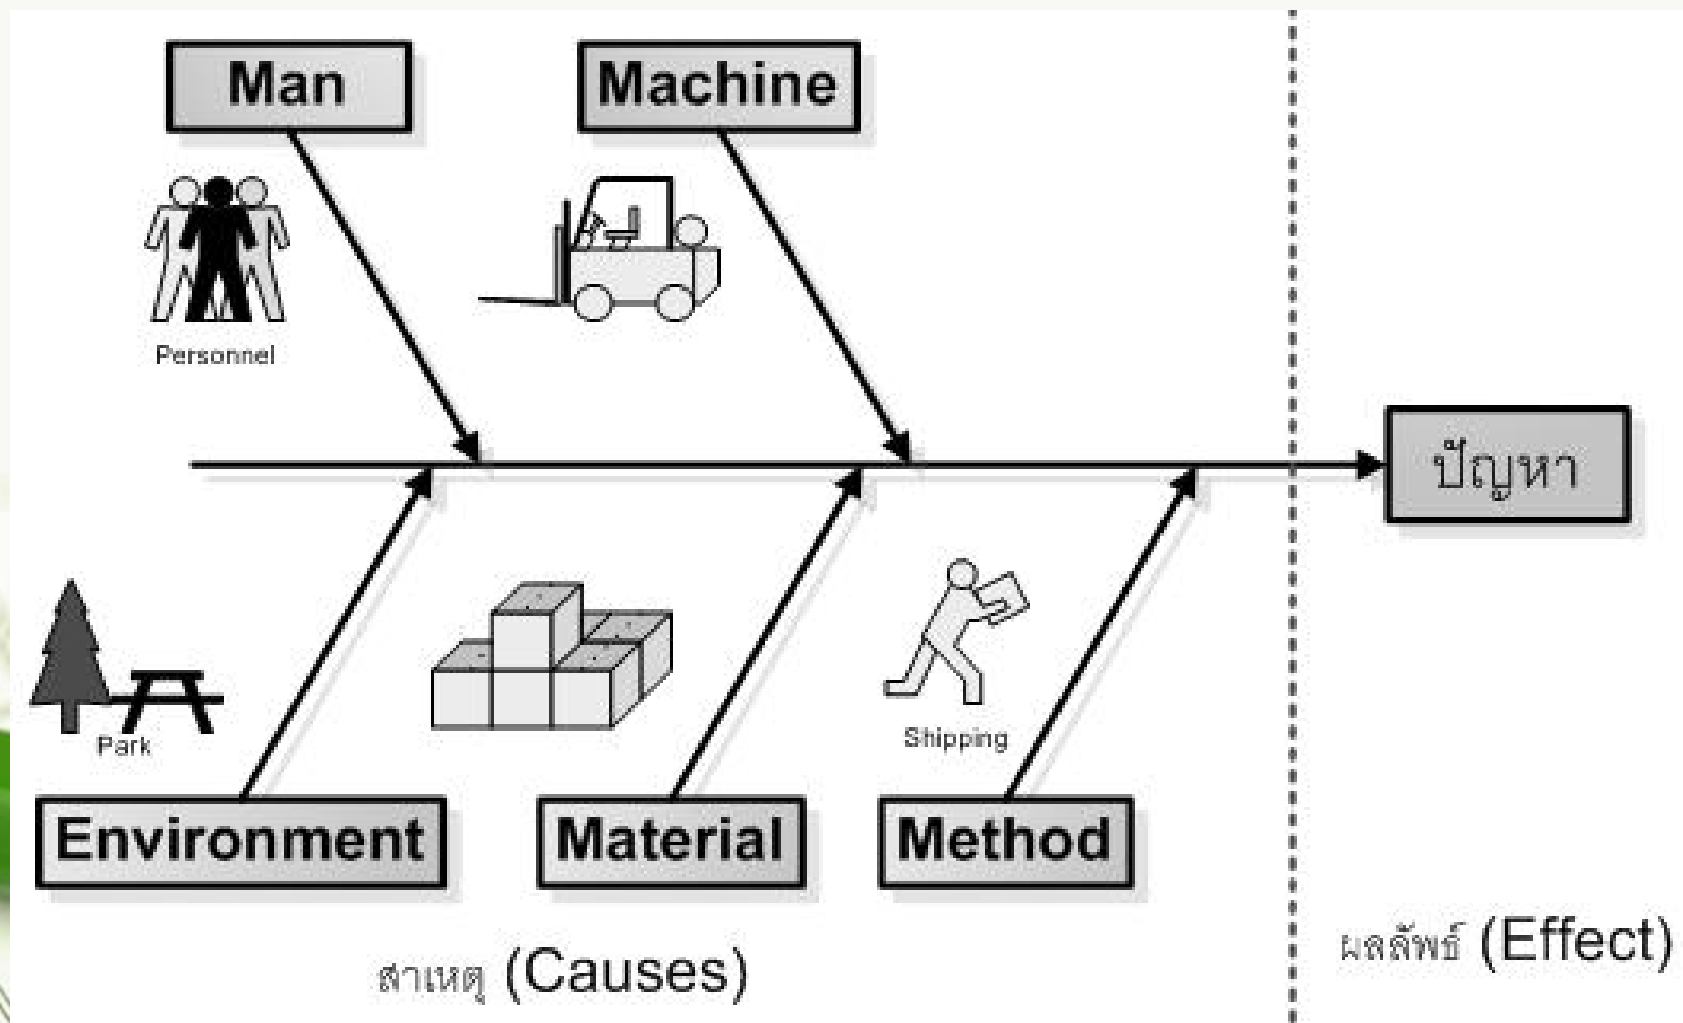 Man
Machine
Personnel
ปัญหา
Park
Shipping
Environment
Material
Method
สาเหตุ (Causes)
ผลลัพธ์ (Effect)